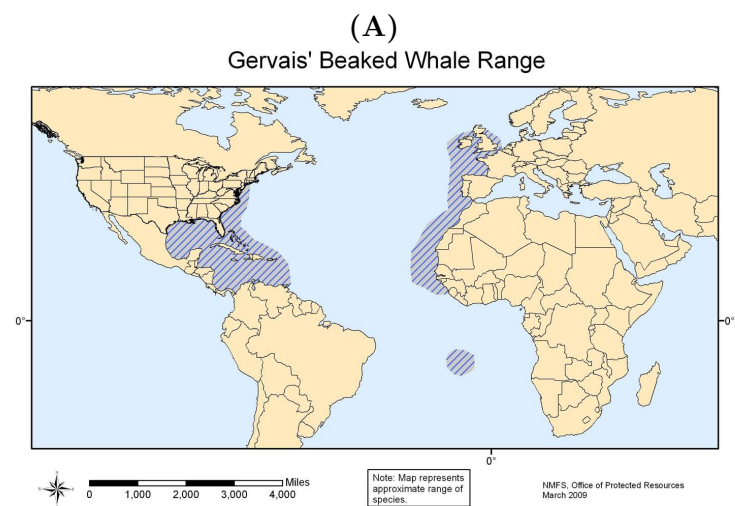 (A)
Gervais' Beaked Whale Range
0°
0°
0°
Miles
0 1,000 2,000 3,000 4,000
Note: Map represents
approximate range of
species.
NMFS, Office of Protected Resources
March 2009